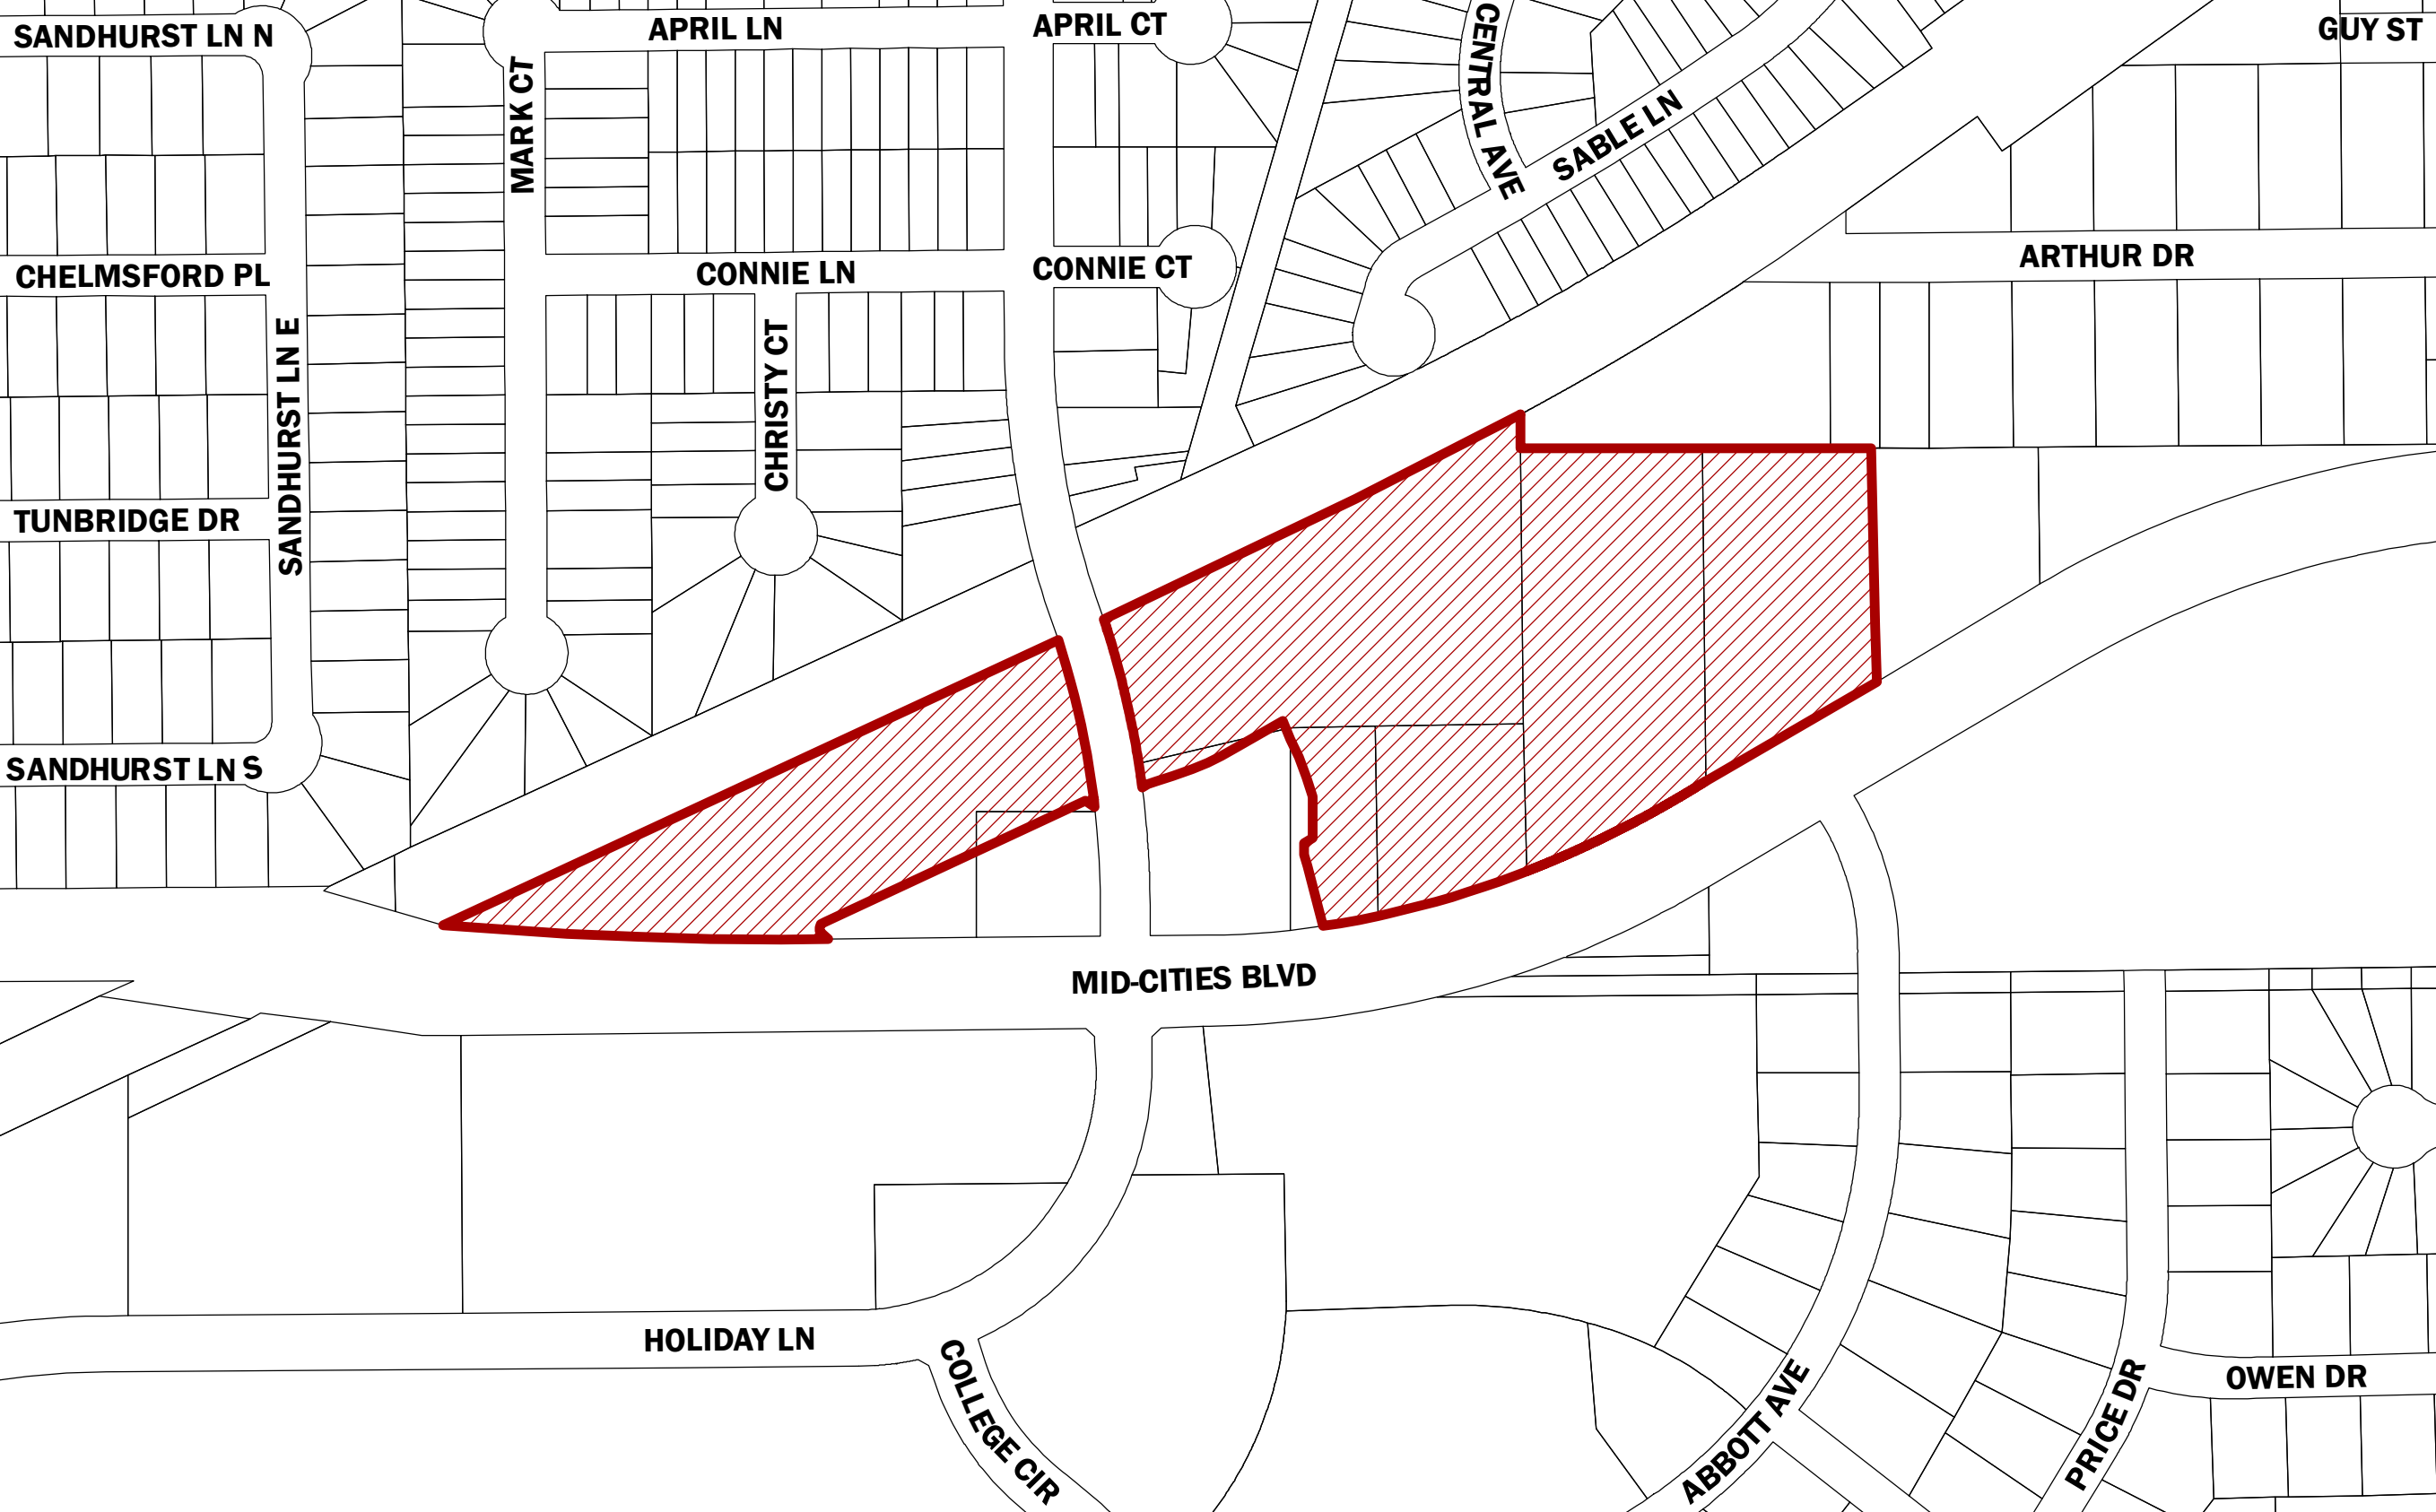 SANDHURST LN N
APRIL LN
APRIL CT
CENTRAL AVE
GUY ST
MARK CT
SABLE LN
CHELMSFORD PL
CONNIE LN
CONNIE CT
ARTHUR DR
SANDHURST LN E
CHRISTY CT
TUNBRIDGE DR
SANDHURST LN S
MID-CITIES BLVD
HOLIDAY LN
COLLEGE CIR
ABBOTT AVE
PRICE DR
OWEN DR